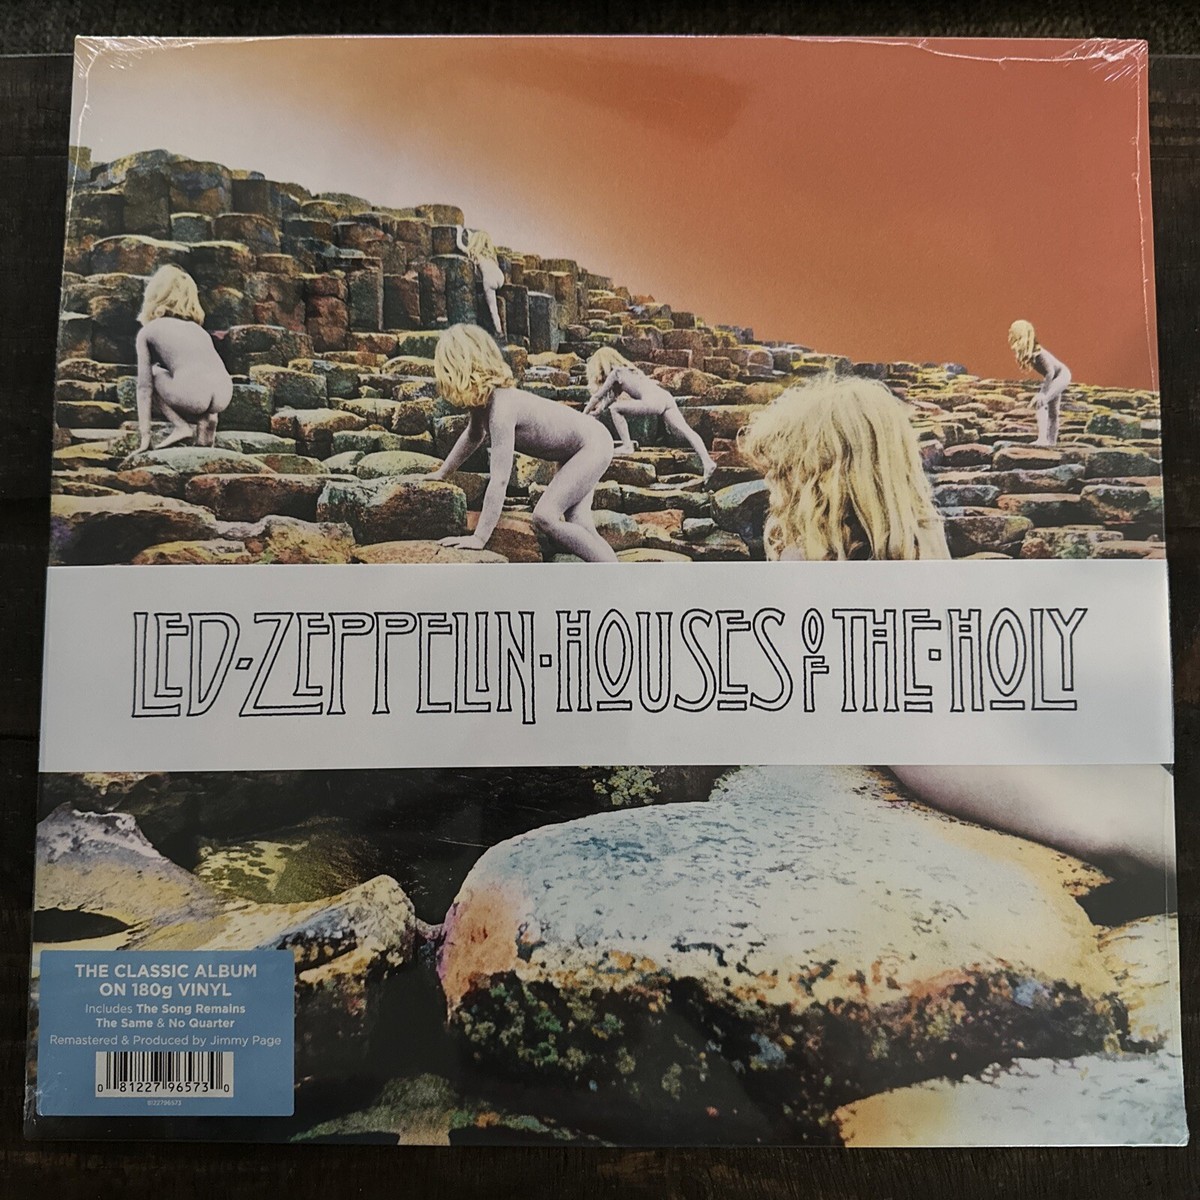 LED·ZEPPELIN·HOUSES OF THE·HOLY
THE CLASSIC ALBUM
ON 180g VINYL
Includes The Song Remains
The Same & No Quarter
Remastered & Produced by Jimmy Page
0 81227 96573 0
8122796573